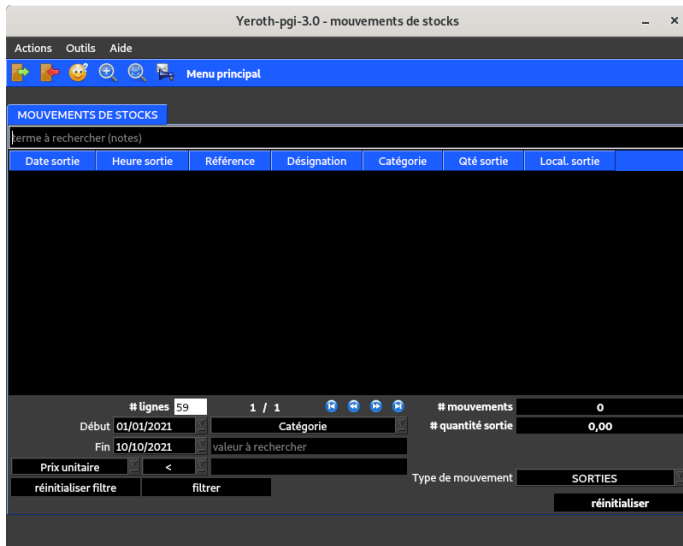 Yeroth-pgi-3.0 - mouvements de stocks
Actions Outils Aide
Menu principal
MOUVEMENTS DE STOCKS
terme à rechercher (notes)
Date sortie Heure sortie Référence Désignation Catégorie Qté sortie Local. sortie
# lignes 59 1 / 1 # mouvements 0
Début 01/01/2021 Catégorie # quantité sortie 0,00
Fin 10/10/2021 valeur à rechercher
Prix unitaire <
Type de mouvement SORTIES
réinitialiser filtre filtrer
réinitialiser